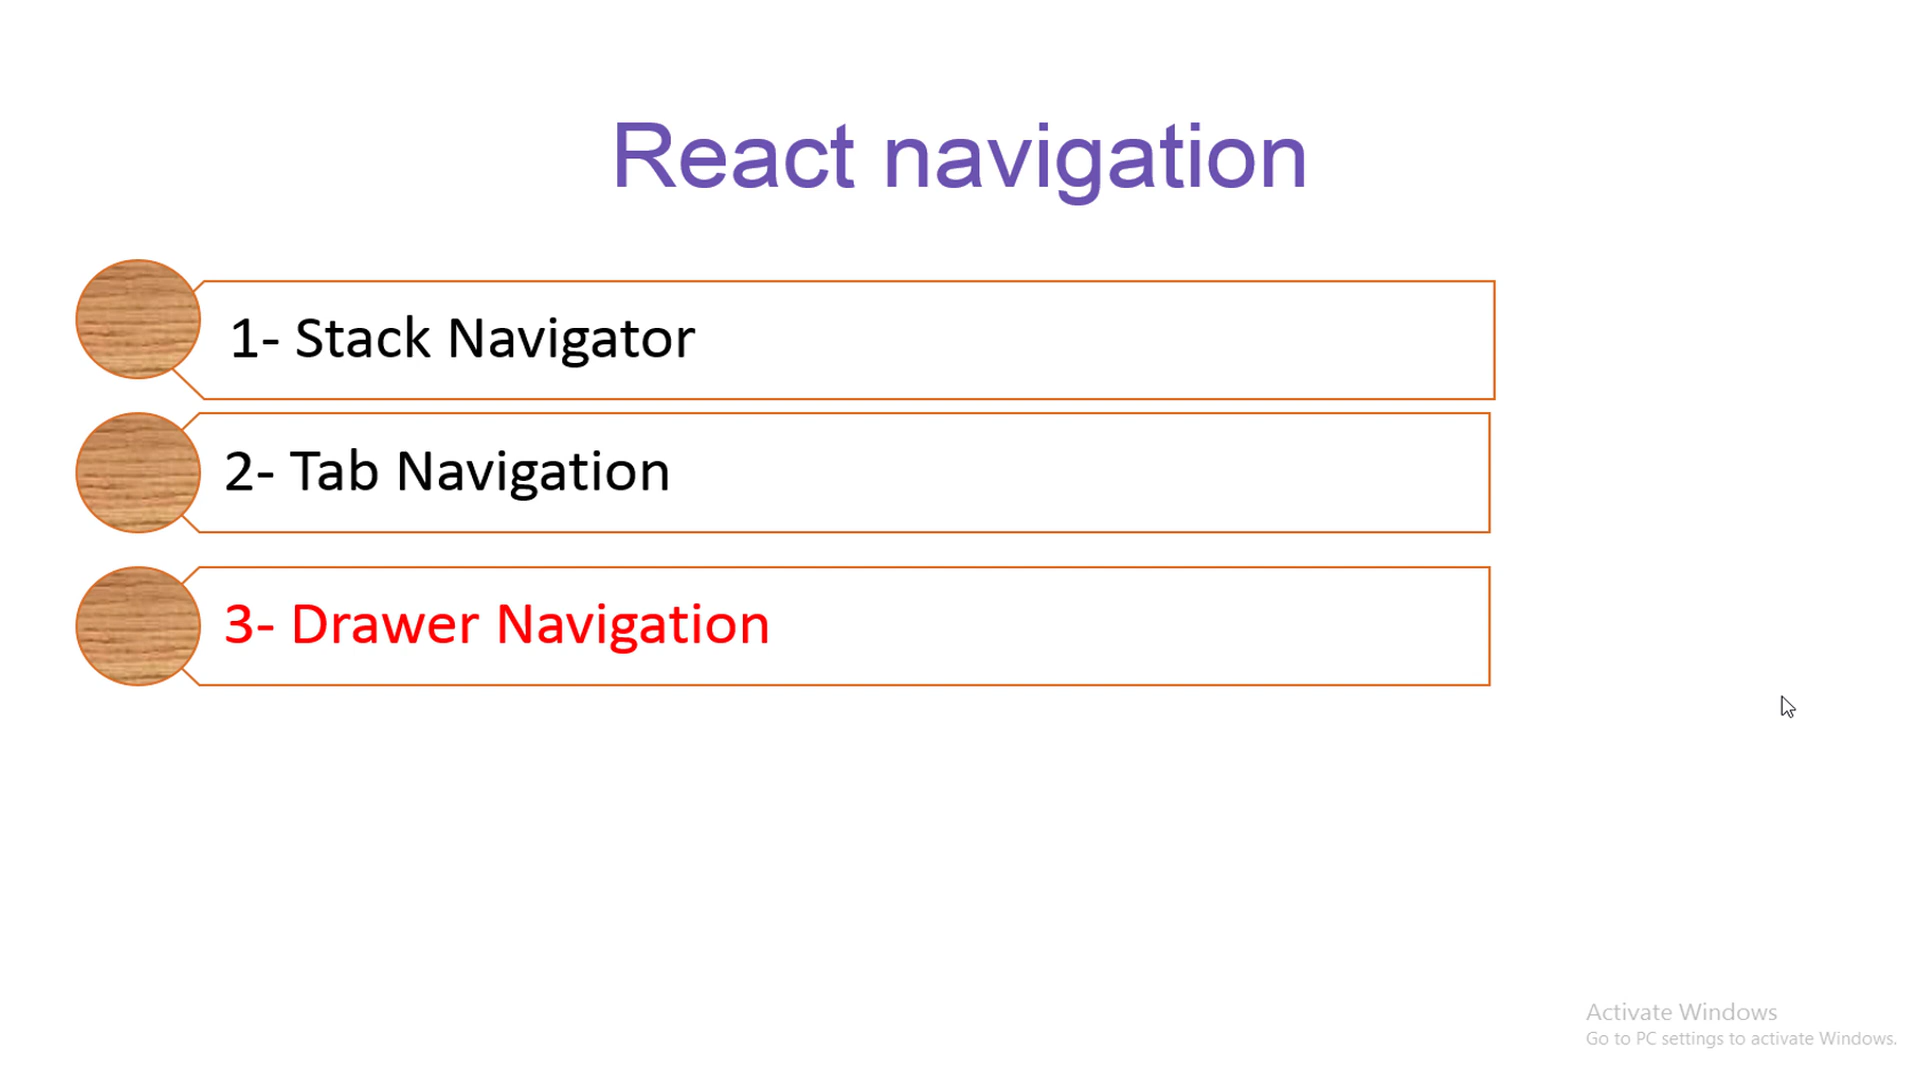 React navigation
1- Stack Navigator
2- Tab Navigation
3- Drawer Navigation
Activate Windows
Go to PC settings to activate Windows.